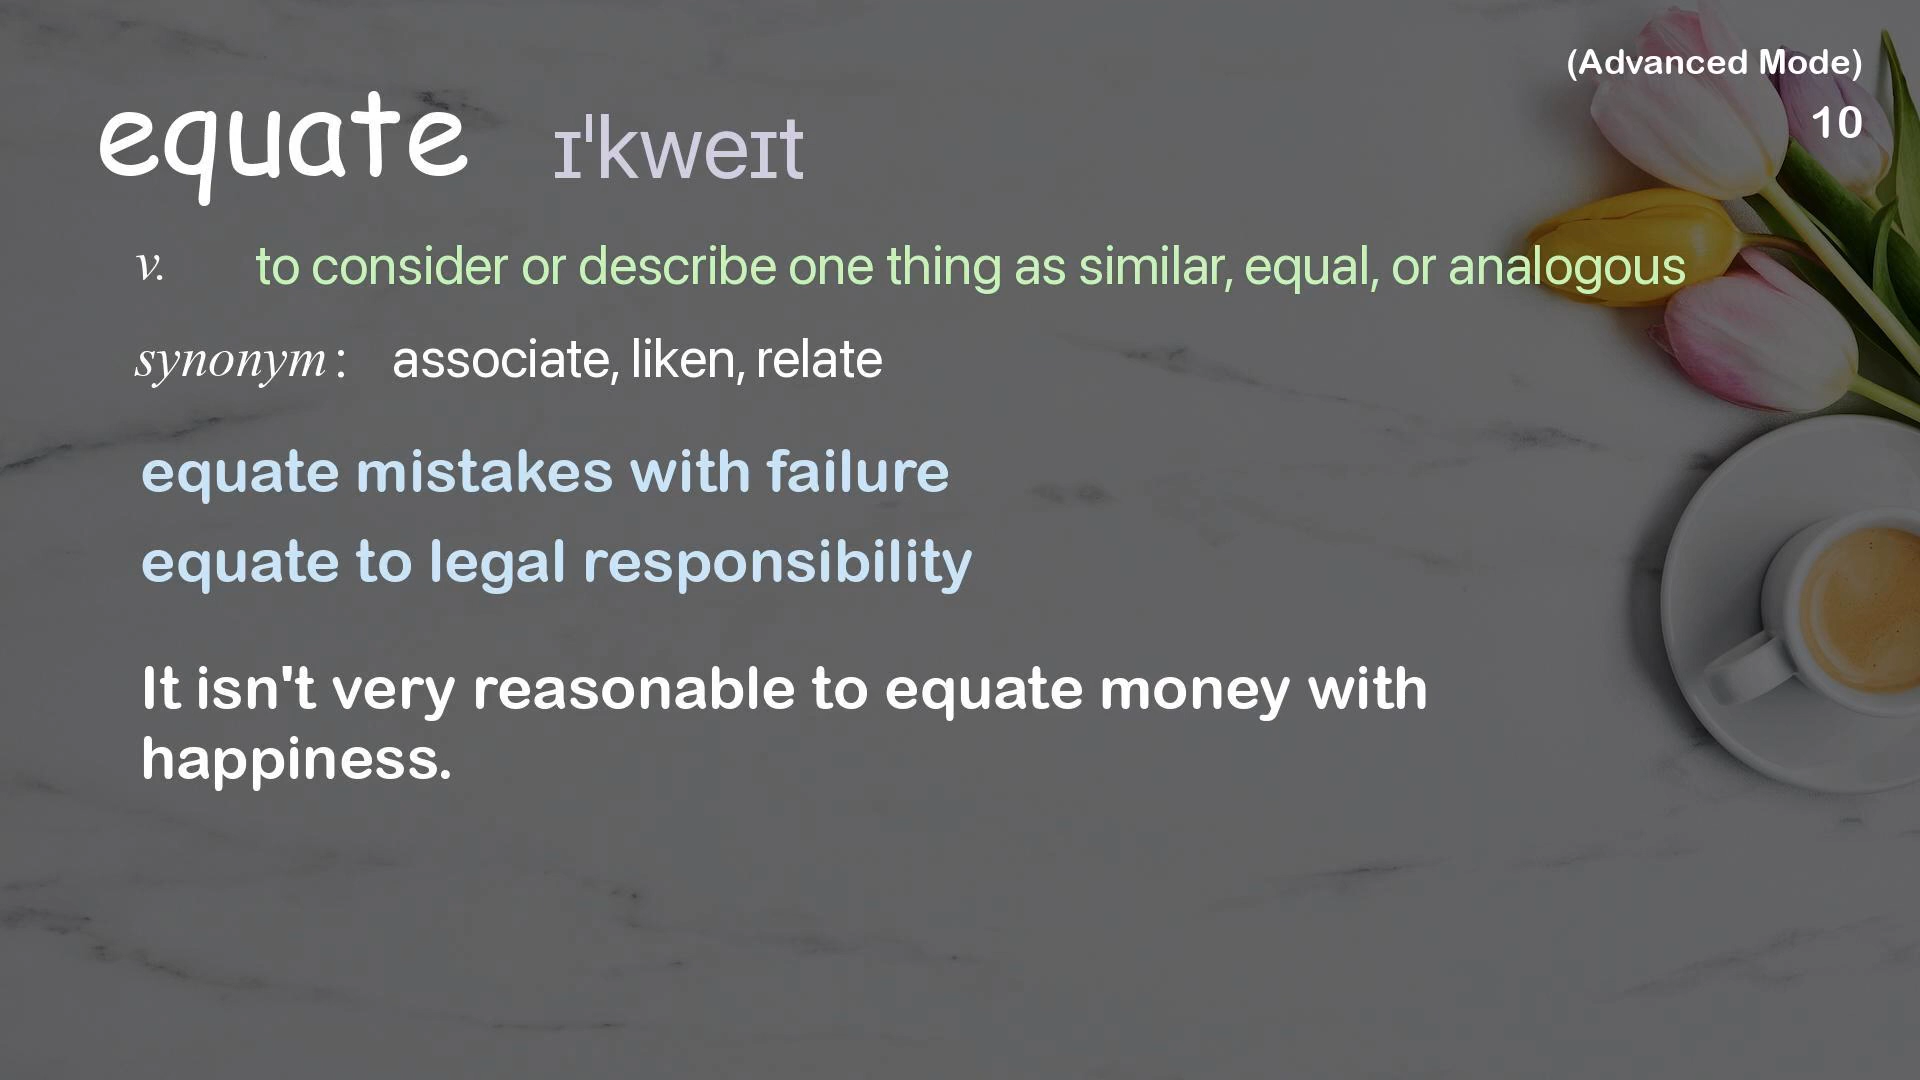 (Advanced Mode)
10
equate ɪˈkweɪt
v. to consider or describe one thing as similar, equal, or analogous
synonym: associate, liken, relate
equate mistakes with failure
equate to legal responsibility
It isn't very reasonable to equate money with
happiness.